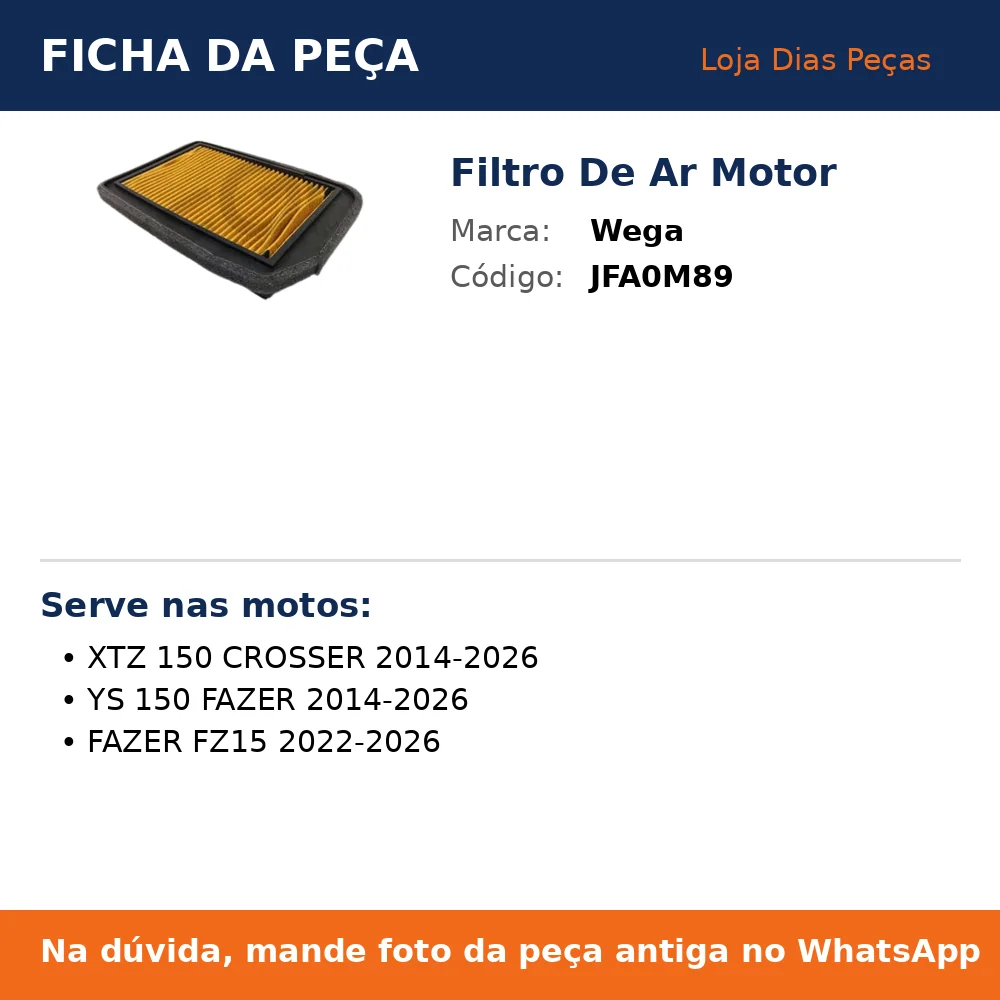 FICHA DA PEÇA
Loja Dias Peças
Filtro De Ar Motor
Marca: Wega
Código: JFA0M89
Serve nas motos:
• XTZ 150 CROSSER 2014-2026
• YS 150 FAZER 2014-2026
• FAZER FZ15 2022-2026
Na dúvida, mande foto da peça antiga no WhatsApp